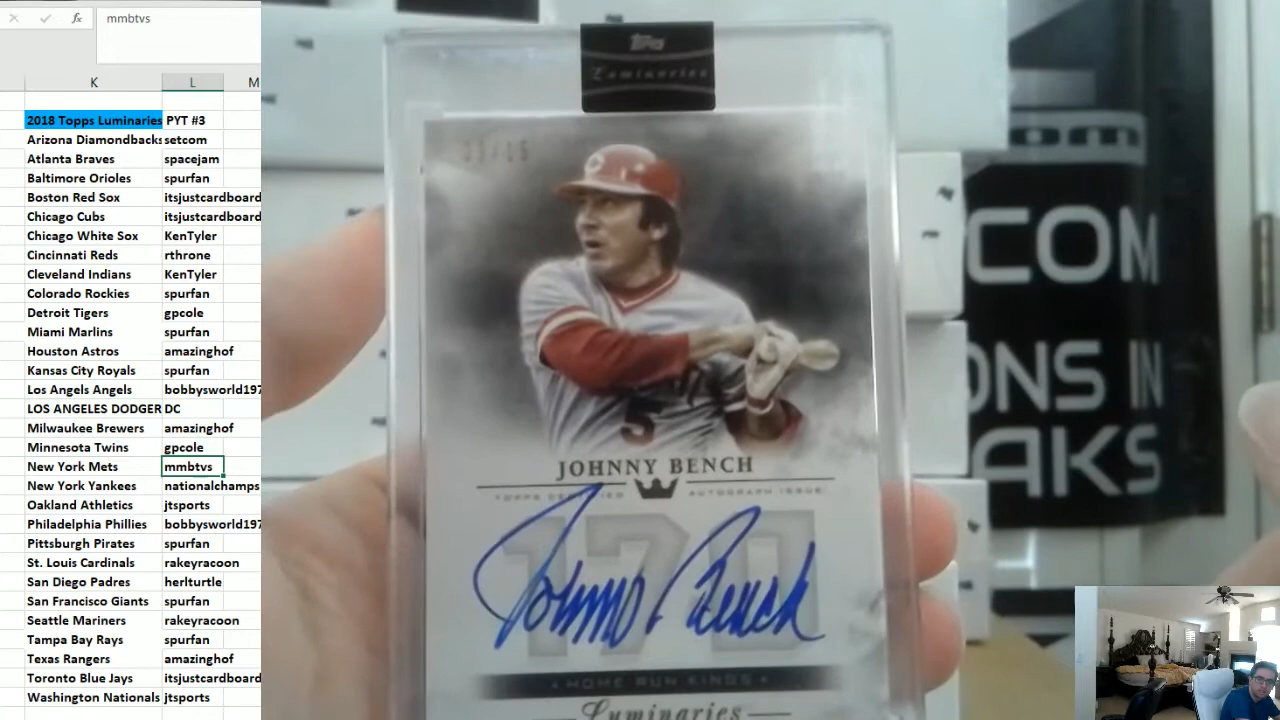 mmbtvs
K L M
2018 Topps Luminaries PYT #3
Arizona Diamondbacks setcom
Atlanta Braves spacejam
Baltimore Orioles spurfan
Boston Red Sox itsjustcardboard
Chicago Cubs itsjustcardboard
Chicago White Sox KenTyler
Cincinnati Reds rthrone
Cleveland Indians KenTyler
Colorado Rockies spurfan
Detroit Tigers gpcole
Miami Marlins spurfan
Houston Astros amazinghof
Kansas City Royals spurfan
Los Angels Angels bobbysworld197
LOS ANGELES DODGER DC
Milwaukee Brewers amazinghof
Minnesota Twins gpcole
New York Mets mmbtvs
New York Yankees nationalchamps
Oakland Athletics jtsports
Philadelphia Phillies bobbysworld197
Pittsburgh Pirates spurfan
St. Louis Cardinals rakeyracoon
San Diego Padres herlturtle
San Francisco Giants spurfan
Seattle Mariners rakeyracoon
Tampa Bay Rays spurfan
Texas Rangers amazinghof
Toronto Blue Jays itsjustcardboard
Washington Nationals jtsports
Topps
Luminaries
5
JOHNNY BENCH
TOPPS CERTIFIED AUTOGRAPH ISSUE
170
Johnny Bench
HOME RUN KINGS
Luminaries
.COM
ONS IN
AKS